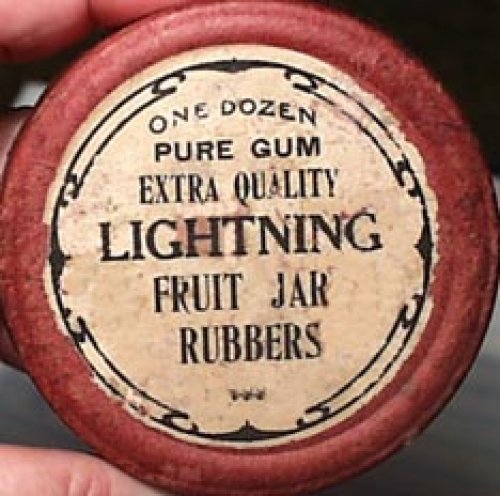 ONE DOZEN
PURE GUM
EXTRA QUALITY
LIGHTNING
FRUIT JAR
RUBBERS